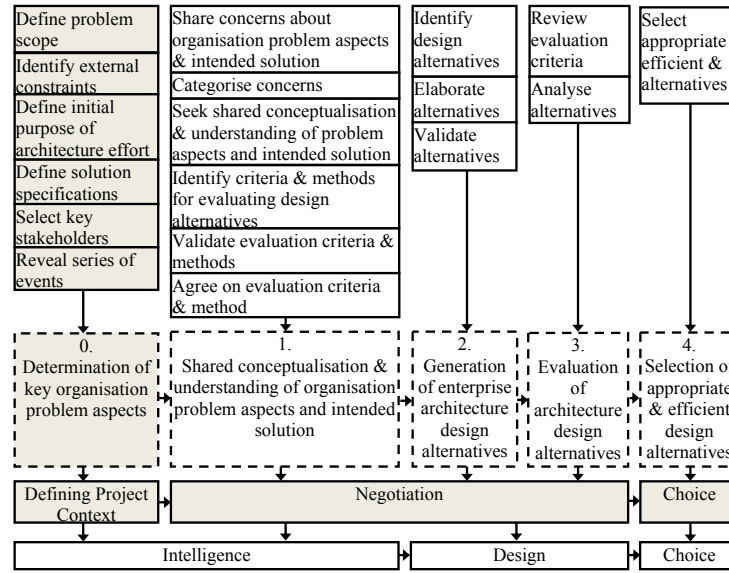 Define problem
scope
Identify external
constraints
Define initial
purpose of
architecture effort
Define solution
specifications
Select key
stakeholders
Reveal series of
events
Share concerns about
organisation problem aspects
& intended solution
Categorise concerns
Seek shared conceptualisation
& understanding of problem
aspects and intended solution
Identify criteria & methods
for evaluating design
alternatives
Validate evaluation criteria &
methods
Agree on evaluation criteria
& method
Identify
design
alternatives
Elaborate
alternatives
Validate
alternatives
Review
evaluation
criteria
Analyse
alternatives
Select
appropriate
efficient &
alternatives
0.
Determination of
key organisation
problem aspects
1.
Shared conceptualisation &
understanding of organisation
problem aspects and intended
solution
2.
Generation
of enterprise
architecture
design
alternatives
3.
Evaluation
of
architecture
design
alternatives
4.
Selection of
appropriate
& efficient
design
alternatives
Defining Project
Context
Negotiation
Choice
Intelligence
Design
Choice